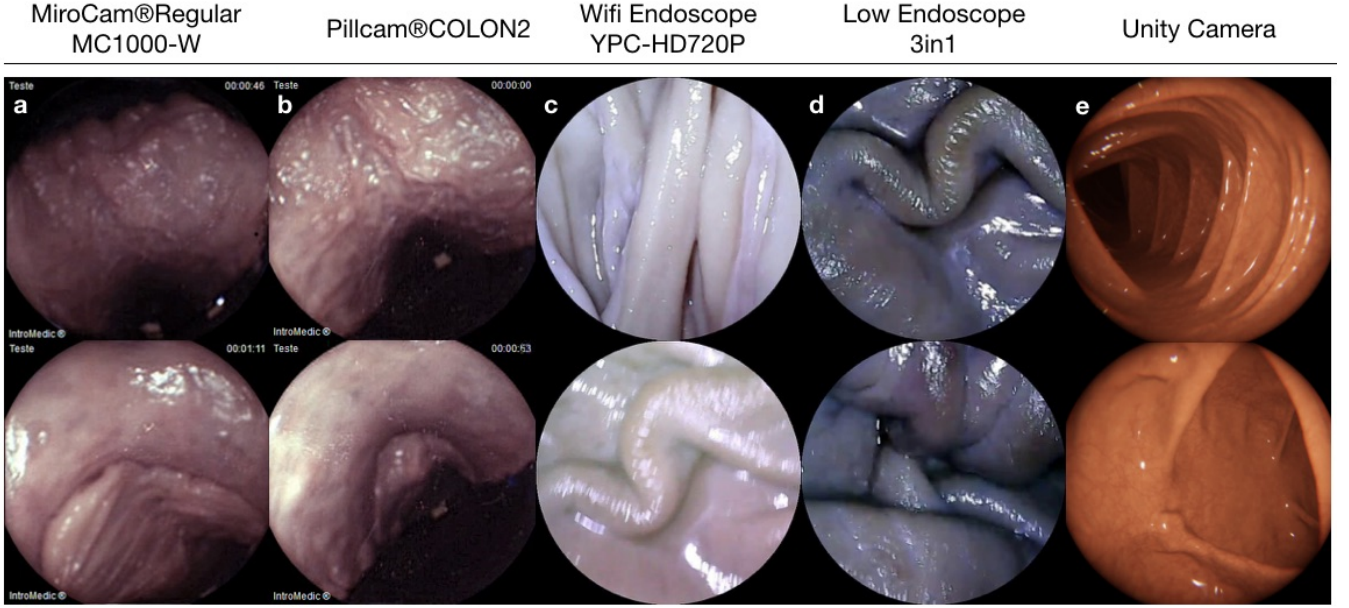 MiroCam®Regular
MC1000-W
Pillcam®COLON2
Wifi Endoscope
YPC-HD720P
Low Endoscope
3in1
Unity Camera
a
Teste
00:00:46
IntroMedic ®
b
Teste
00:00:00
IntroMedic ®
c
d
e
Teste
00:01:11
IntroMedic ®
Teste
00:00:53
IntroMedic ®